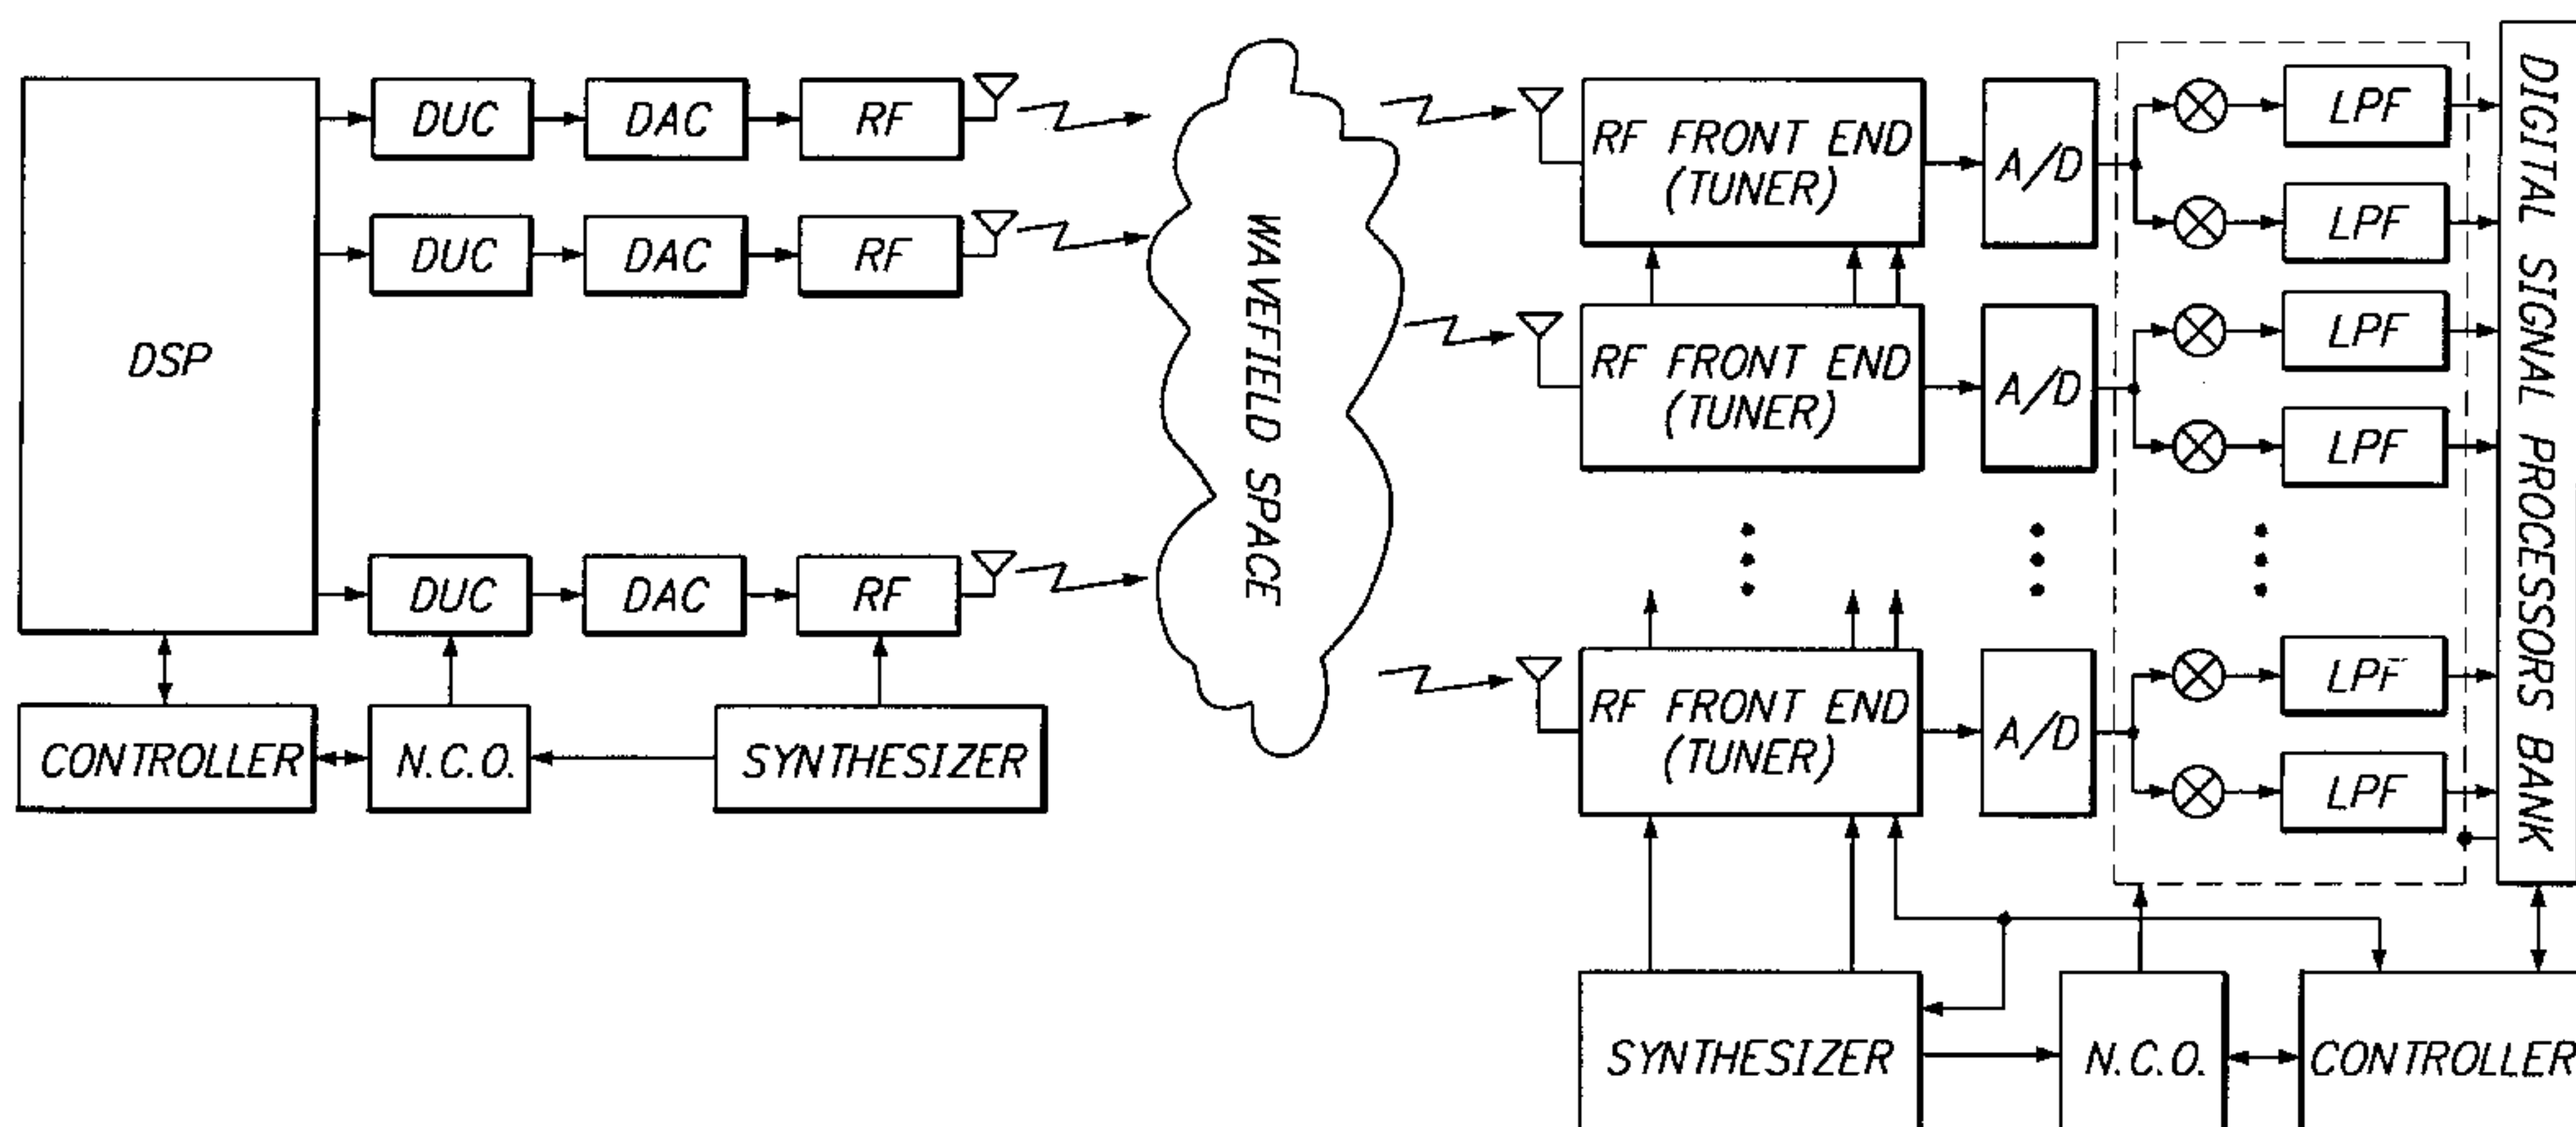 DSP
DUC
DAC
RF
DUC
DAC
RF
DUC
DAC
RF
CONTROLLER
N.C.O.
SYNTHESIZER
WAVEFIELD SPACE
RF FRONT END
(TUNER)
A/D
LPF
LPF
RF FRONT END
(TUNER)
A/D
LPF
LPF
RF FRONT END
(TUNER)
A/D
LPF
LPF
DIGITAL SIGNAL PROCESSORS BANK
SYNTHESIZER
N.C.O.
CONTROLLER